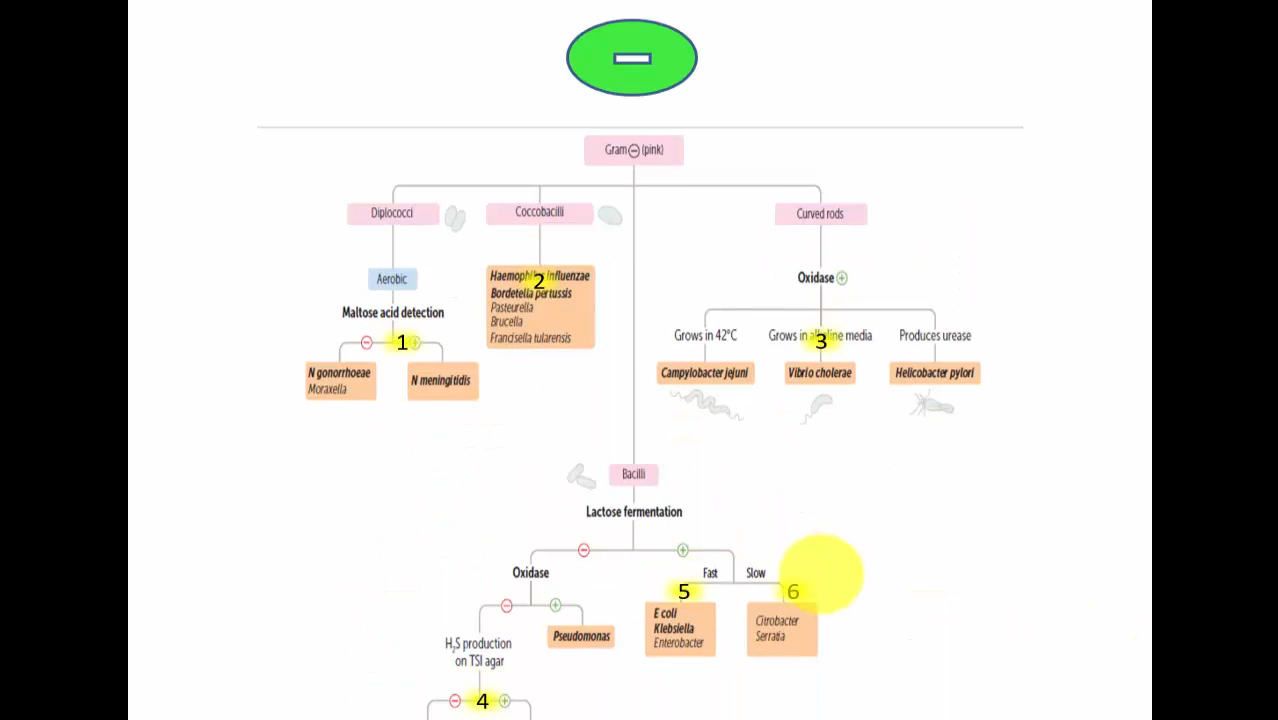 Gram⊖(pink)
Diplococci
Coccobacilli
Curved rods
Aerobic
Maltose acid detection
⊖ 1 ⊕
N gonorrhoeae
Moraxella
N meningitidis
Haemophilus influenzae
2
Bordetella pertussis
Pasteurella
Brucella
Francisella tularensis
Oxidase ⊕
Grows in 42°C
Grows in alkaline media
3
Produces urease
Campylobacter jejuni
Vibrio cholerae
Helicobacter pylori
Bacilli
Lactose fermentation
⊖ ⊕
Oxidase
Fast
Slow
5
6
⊖ ⊕
E coli
Klebsiella
Enterobacter
Citrobacter
Serratia
Pseudomonas
H₂S production
on TSI agar
⊖ 4 ⊕